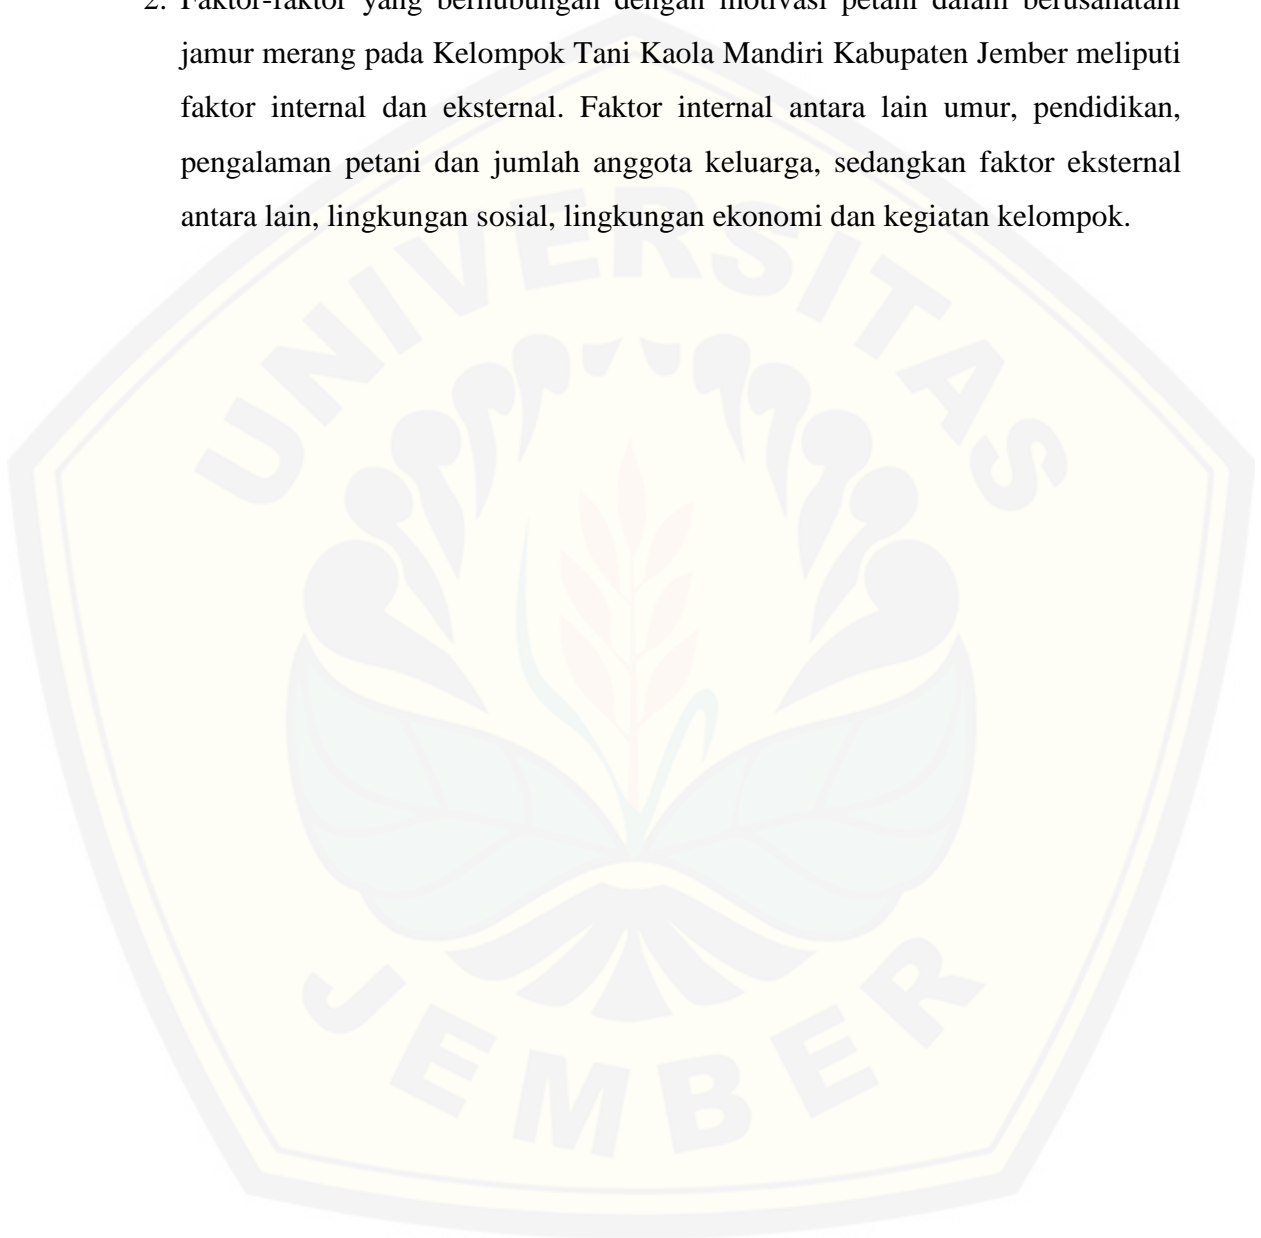 2. Faktor-faktor yang berhubungan dengan motivasi petani dalam berusahatani
jamur merang pada Kelompok Tani Kaola Mandiri Kabupaten Jember meliputi
faktor internal dan eksternal. Faktor internal antara lain umur, pendidikan,
pengalaman petani dan jumlah anggota keluarga, sedangkan faktor eksternal
antara lain, lingkungan sosial, lingkungan ekonomi dan kegiatan kelompok.
UNIVERSITAS
JEMBER